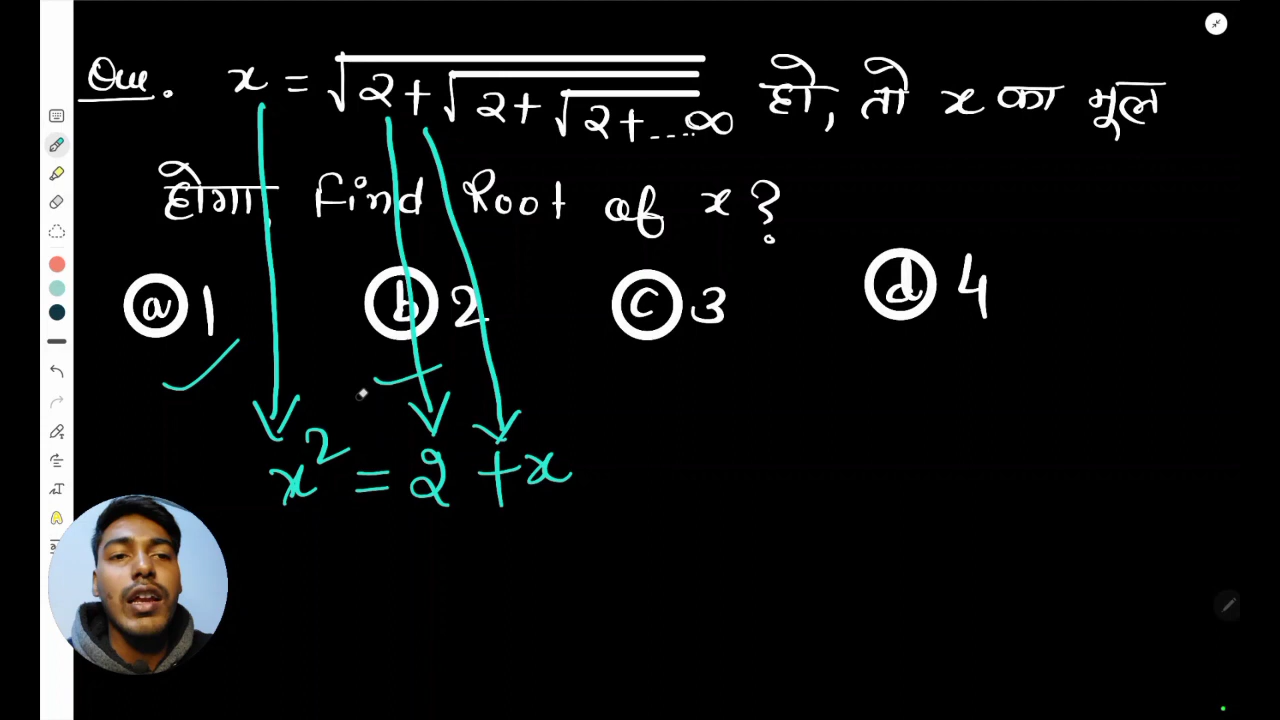 Que. x = √2 + √2 + √2 + ....∞ हो, तो x का मूल
होगा, Find Root of x?
ⓐ 1 ⓑ 2 ⓒ 3 ⓓ 4
x² = 2 + x